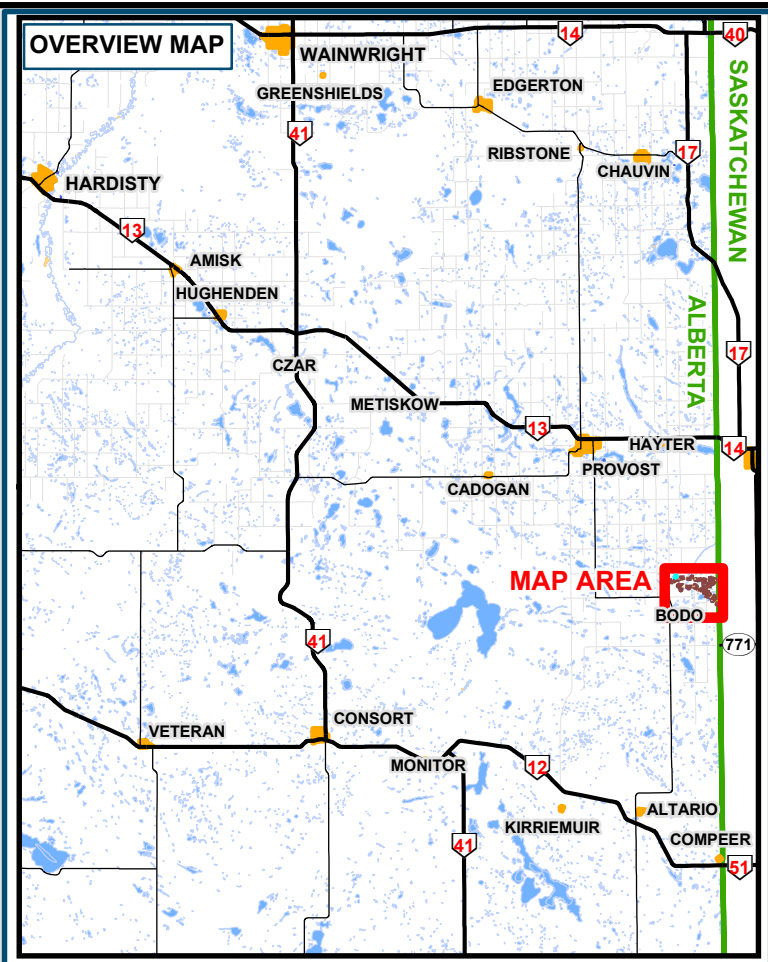 OVERVIEW MAP
14
40
WAINWRIGHT
GREENSHIELDS
EDGERTON
41
RIBSTONE
17
CHAUVIN
SASKATCHEWAN
HARDISTY
13
AMISK
HUGHENDEN
ALBERTA
CZAR
17
METISKOW
13
HAYTER
14
PROVOST
CADOGAN
MAP AREA
BODO
41
771
CONSORT
VETERAN
MONITOR
12
ALTARIO
KIRRIEMUIR
COMPEER
41
51